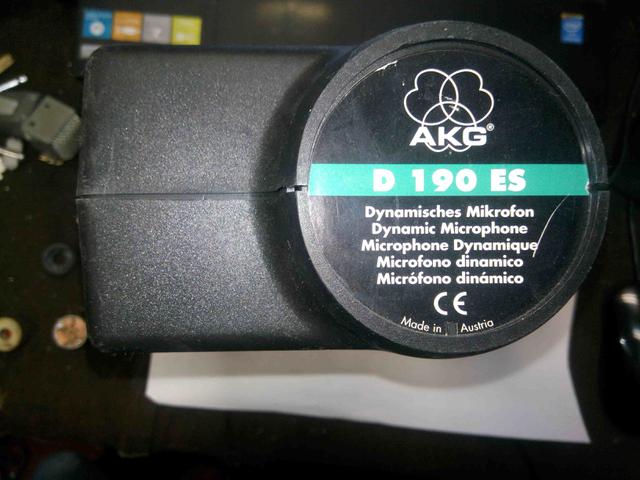 AKG®
D 190 ES
Dynamisches Mikrofon
Dynamic Microphone
Microphone Dynamique
Microfono dinamico
Micrófono dinámico
CE
Made in Austria